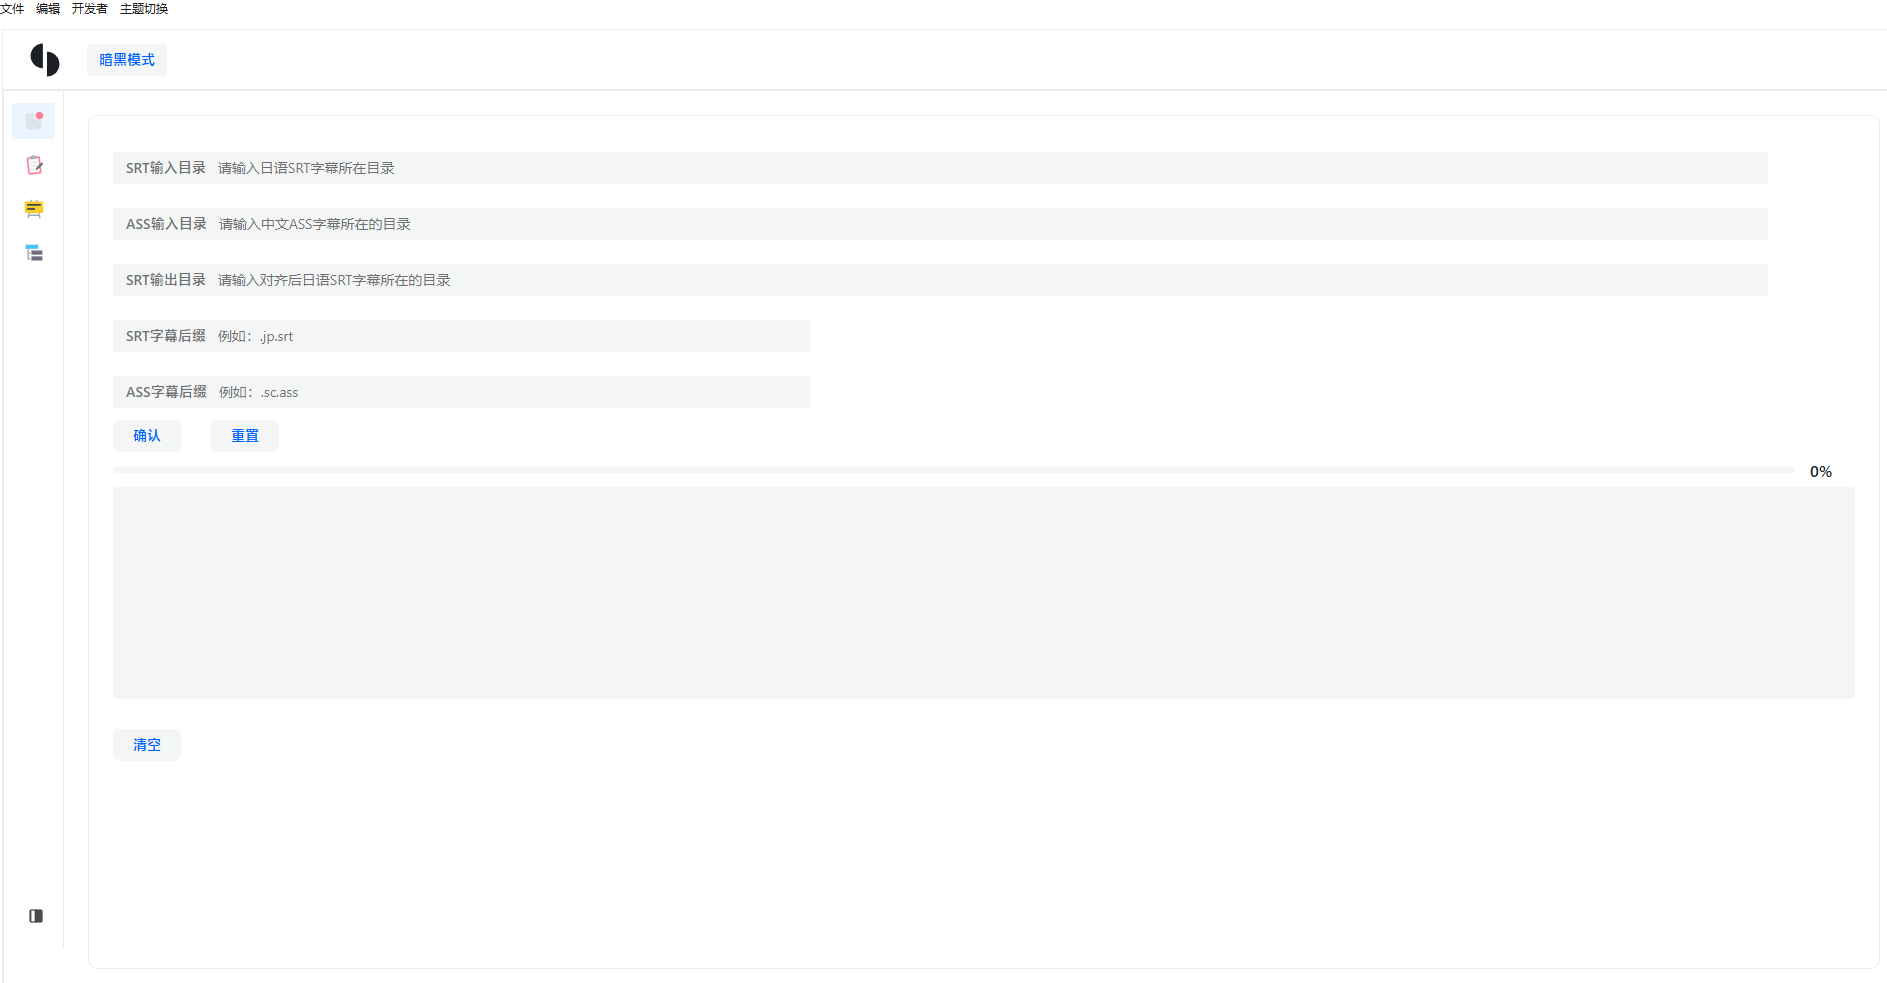 文件 编辑 开发者 主题切换
暗黑模式
SRT输入目录 请输入日语SRT字幕所在目录
ASS输入目录 请输入中文ASS字幕所在的目录
SRT输出目录 请输入对齐后日语SRT字幕所在的目录
SRT字幕后缀 例如：.jp.srt
ASS字幕后缀 例如：.sc.ass
确认 重置
0%
清空